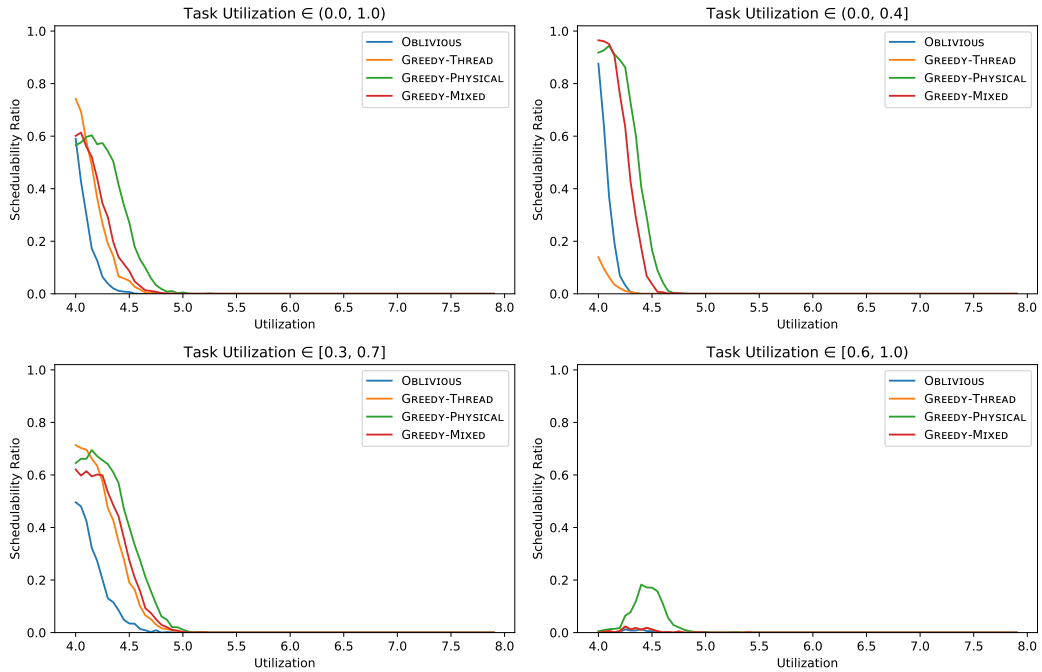 Task Utilization ∈ (0.0, 1.0)
1.0
0.8
0.6
0.4
0.2
0.0
Schedulability Ratio
Oblivious
Greedy-Thread
Greedy-Physical
Greedy-Mixed
4.0 4.5 5.0 5.5 6.0 6.5 7.0 7.5 8.0
Utilization
Task Utilization ∈ (0.0, 0.4]
1.0
0.8
0.6
0.4
0.2
0.0
Schedulability Ratio
Oblivious
Greedy-Thread
Greedy-Physical
Greedy-Mixed
4.0 4.5 5.0 5.5 6.0 6.5 7.0 7.5 8.0
Utilization
Task Utilization ∈ [0.3, 0.7]
1.0
0.8
0.6
0.4
0.2
0.0
Schedulability Ratio
Oblivious
Greedy-Thread
Greedy-Physical
Greedy-Mixed
4.0 4.5 5.0 5.5 6.0 6.5 7.0 7.5 8.0
Utilization
Task Utilization ∈ [0.6, 1.0)
1.0
0.8
0.6
0.4
0.2
0.0
Schedulability Ratio
Oblivious
Greedy-Thread
Greedy-Physical
Greedy-Mixed
4.0 4.5 5.0 5.5 6.0 6.5 7.0 7.5 8.0
Utilization